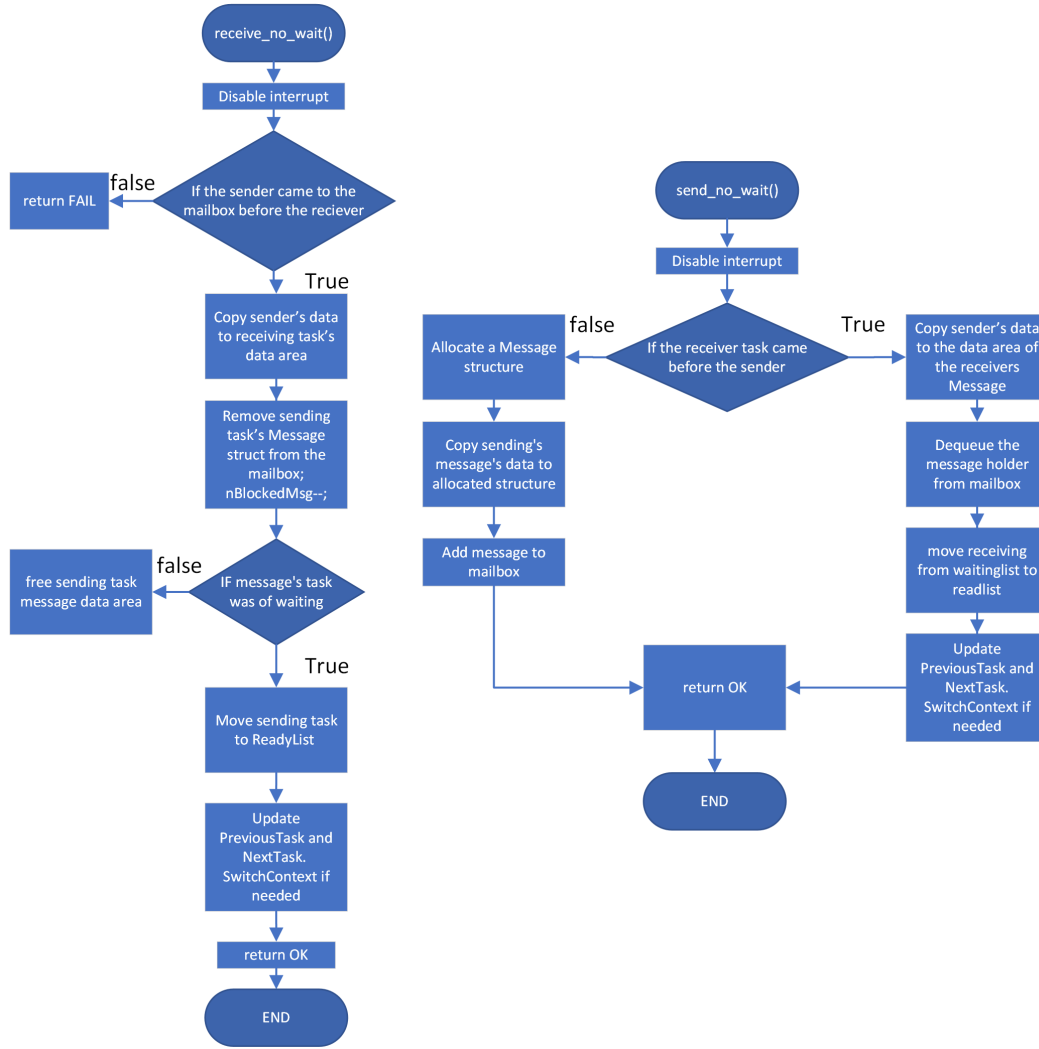 receive_no_wait()
Disable interrupt
If the sender came to the
mailbox before the reciever
false
return FAIL
True
Copy sender's data
to receiving task's
data area
Remove sending
task's Message
struct from the
mailbox;
nBlockedMsg--;
IF message's task
was of waiting
false
free sending task
message data area
True
Move sending task
to ReadyList
Update
PreviousTask and
NextTask.
SwitchContext if
needed
return OK
END
send_no_wait()
Disable interrupt
If the receiver task came
before the sender
false
Allocate a Message
structure
Copy sending's
message's data to
allocated structure
Add message to
mailbox
True
Copy sender's data
to the data area of
the receivers
Message
Dequeue the
message holder
from mailbox
move receiving
from waitinglist to
readlist
Update
PreviousTask and
NextTask.
SwitchContext if
needed
return OK
END